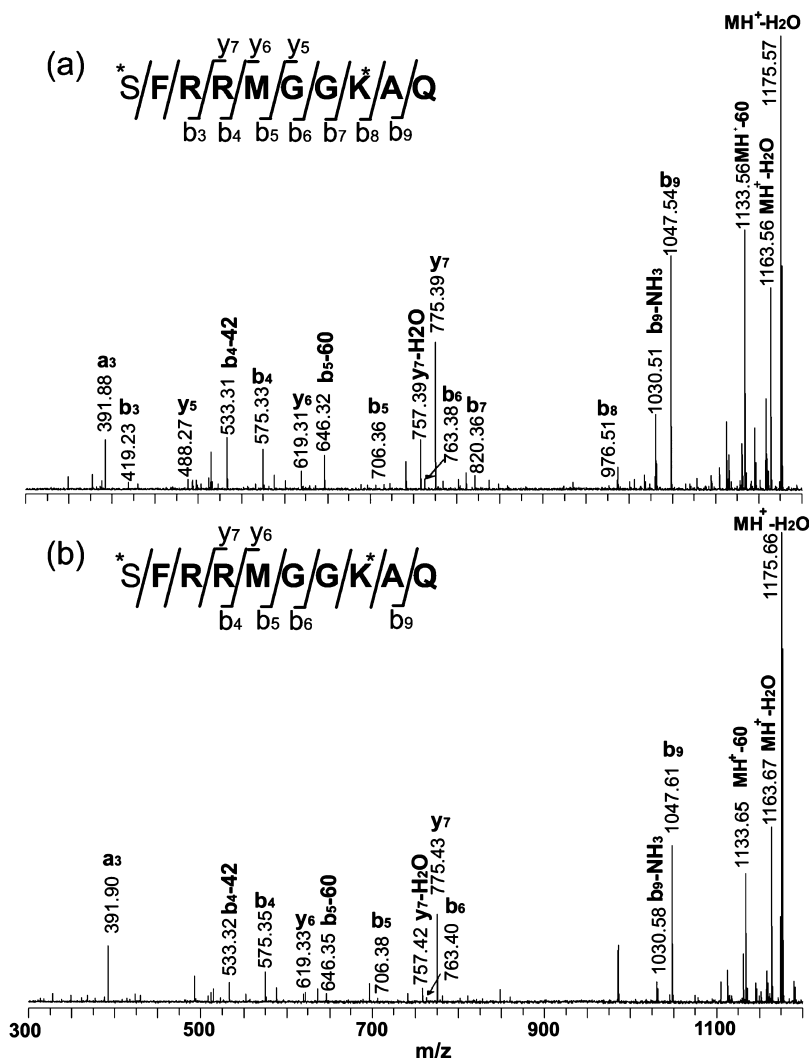 (a)
y7 y6 y5
*S/F/R/R/M/G/G/K*/A/Q
b3 b4 b5 b6 b7 b8 b9
a3
391.88
b3
419.23
y5
488.27
b4-42
533.31
b4
575.33
y6
619.31
b5-60
646.32
b5
706.36
y7-H2O
757.39
y7
775.39
b6
763.38
b7
820.36
b8
976.51
b9-NH3
1030.51
b9
1047.54
MH+-60
1133.56
MH+-H2O
1163.56
MH+-H2O
1175.57
(b)
y7 y6
*S/F/R/R/M/G/G/K*/A/Q
b4 b5 b6 b9
a3
391.90
b4-42
533.32
b4
575.35
y6
619.33
b5-60
646.35
b5
706.38
y7-H2O
757.42
y7
775.43
b6
763.40
b9-NH3
1030.58
b9
1047.61
MH+-60
1133.65
MH+-H2O
1163.67
MH+-H2O
1175.66
300 500 700 900 1100
m/z